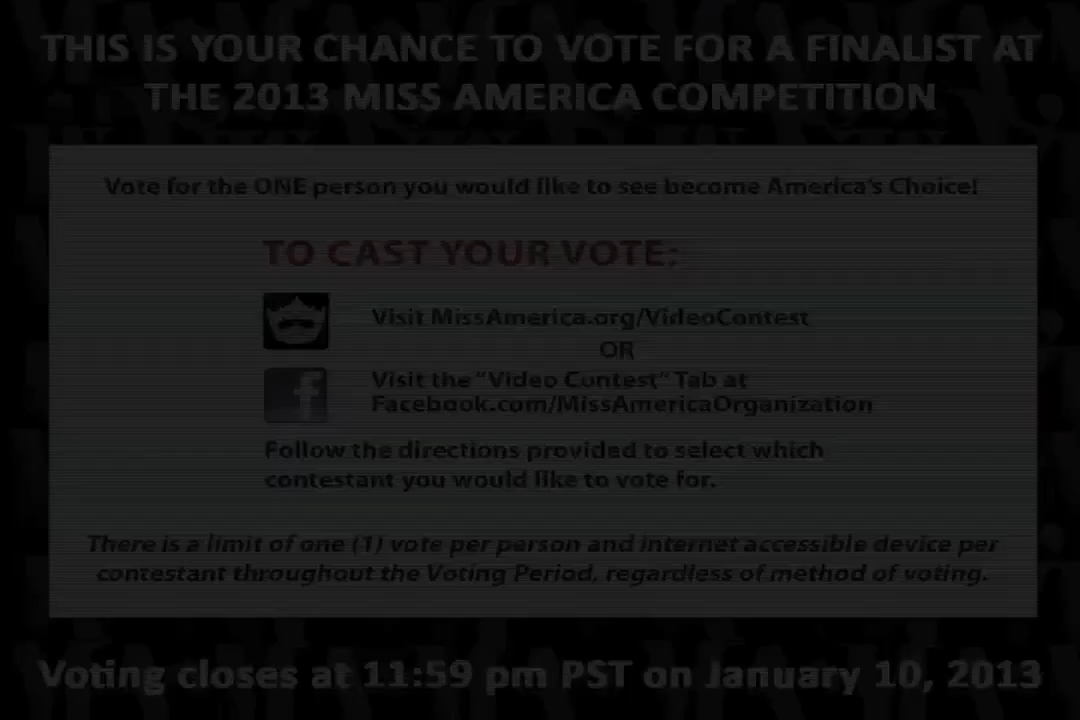 THIS IS YOUR CHANCE TO VOTE FOR A FINALIST AT
THE 2013 MISS AMERICA COMPETITION
Vote for the ONE person you would like to see become America's Choice!
TO CAST YOUR VOTE:
Visit MissAmerica.org/VideoContest
OR
Visit the "Video Contest" Tab at
Facebook.com/MissAmericaOrganization
Follow the directions provided to select which
contestant you would like to vote for.
There is a limit of one (1) vote per person and internet accessible device per
contestant throughout the Voting Period, regardless of method of voting.
Voting closes at 11:59 pm PST on January 10, 2013